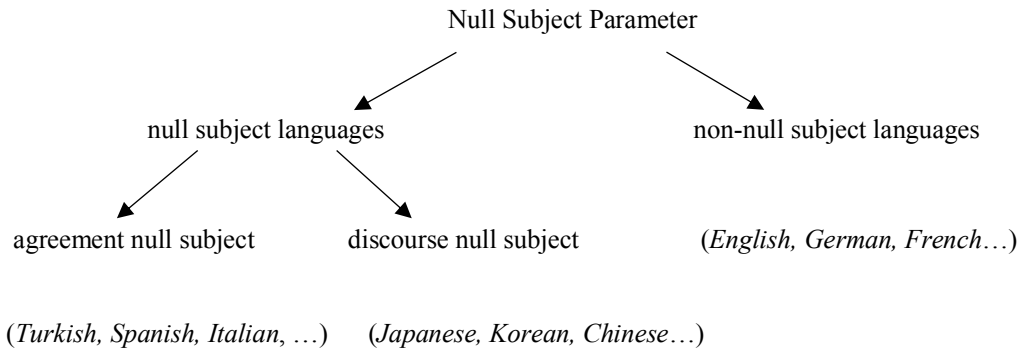 Null Subject Parameter
null subject languages non-null subject languages
agreement null subject discourse null subject (English, German, French…)
(Turkish, Spanish, Italian, …) (Japanese, Korean, Chinese…)